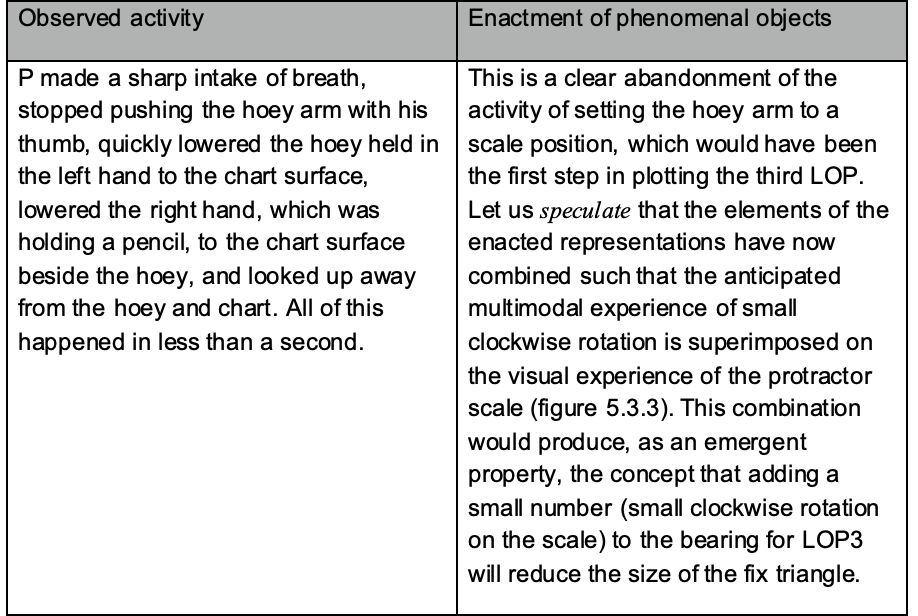 Observed activity
Enactment of phenomenal objects
P made a sharp intake of breath,
stopped pushing the hoey arm with his
thumb, quickly lowered the hoey held in
the left hand to the chart surface,
lowered the right hand, which was
holding a pencil, to the chart surface
beside the hoey, and looked up away
from the hoey and chart. All of this
happened in less than a second.
This is a clear abandonment of the
activity of setting the hoey arm to a
scale position, which would have been
the first step in plotting the third LOP.
Let us speculate that the elements of the
enacted representations have now
combined such that the anticipated
multimodal experience of small
clockwise rotation is superimposed on
the visual experience of the protractor
scale (figure 5.3.3). This combination
would produce, as an emergent
property, the concept that adding a
small number (small clockwise rotation
on the scale) to the bearing for LOP3
will reduce the size of the fix triangle.